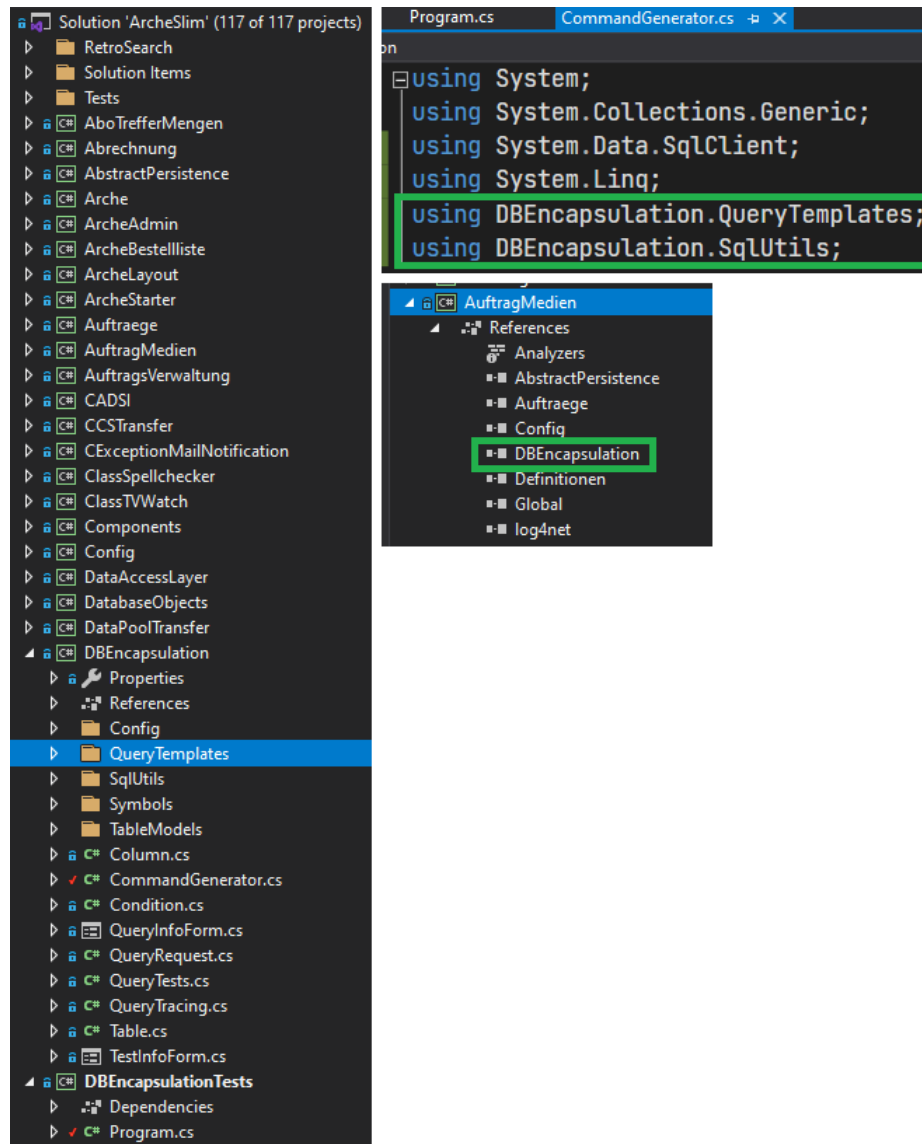 Solution 'ArcheSlim' (117 of 117 projects)
RetroSearch
Solution Items
Tests
C# AboTrefferMengen
C# Abrechnung
C# AbstractPersistence
C# Arche
C# ArcheAdmin
C# ArcheBestellliste
C# ArcheLayout
C# ArcheStarter
C# Auftraege
C# AuftragMedien
C# AuftragsVerwaltung
C# CADSI
C# CCSTransfer
C# CExceptionMailNotification
C# ClassSpellchecker
C# ClassTVWatch
C# Components
C# Config
C# DataAccessLayer
C# DatabaseObjects
C# DataPoolTransfer
C# DBEncapsulation
Properties
References
Config
QueryTemplates
SqlUtils
Symbols
TableModels
C# Column.cs
C# CommandGenerator.cs
C# Condition.cs
QueryInfoForm.cs
C# QueryRequest.cs
C# QueryTests.cs
C# QueryTracing.cs
C# Table.cs
TestInfoForm.cs
C# DBEncapsulationTests
Dependencies
C# Program.cs
Program.cs CommandGenerator.cs
on
using System;
using System.Collections.Generic;
using System.Data.SqlClient;
using System.Linq;
using DBEncapsulation.QueryTemplates;
using DBEncapsulation.SqlUtils;
C# AuftragMedien
References
Analyzers
AbstractPersistence
Auftraege
Config
DBEncapsulation
Definitionen
Global
log4net